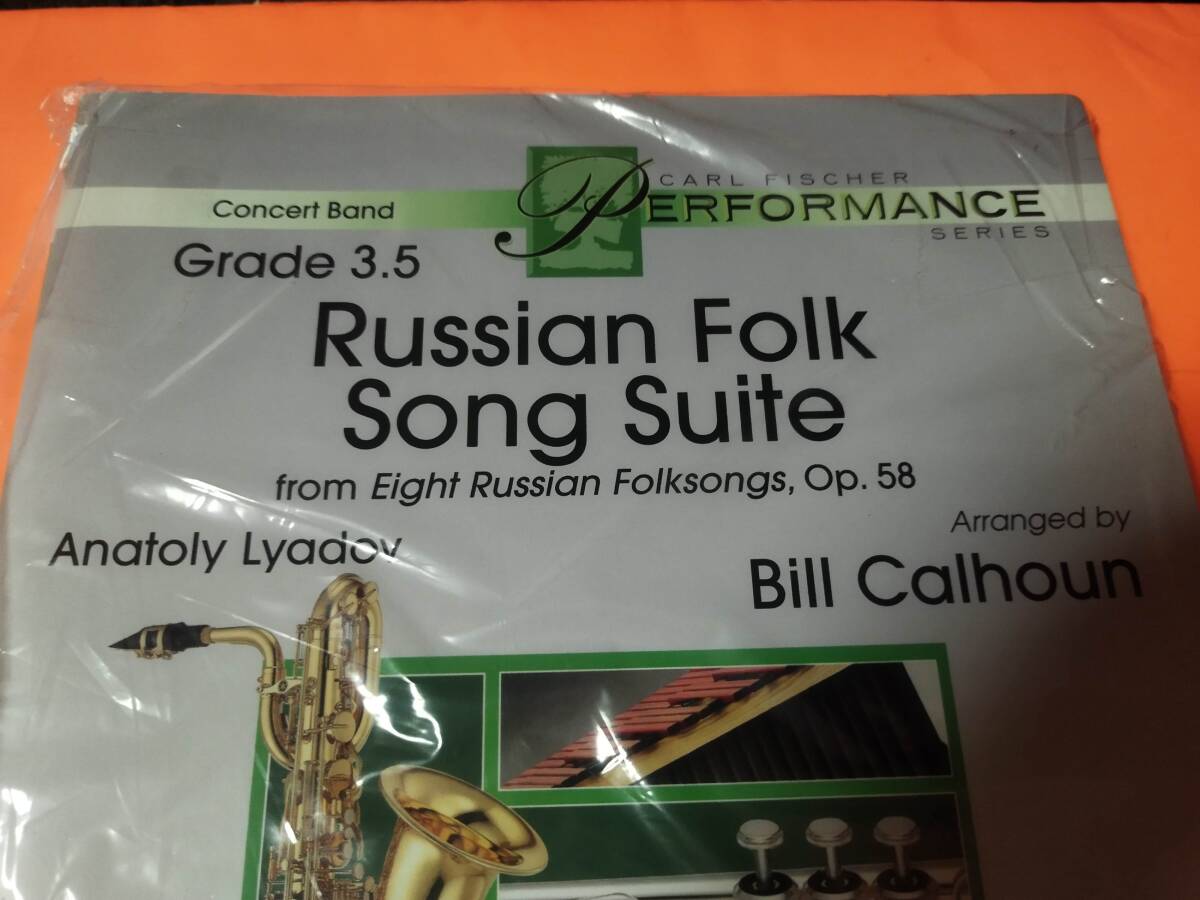 CARL FISCHER
PERFORMANCE
SERIES
Concert Band
Grade 3.5
Russian Folk
Song Suite
from Eight Russian Folksongs, Op. 58
Anatoly Lyadov
Arranged by
Bill Calhoun